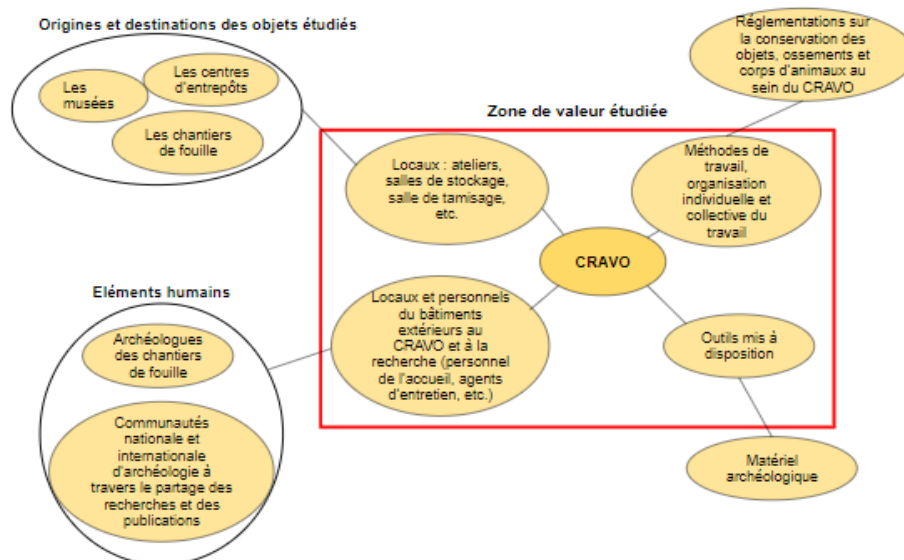 Origines et destinations des objets étudiés
Les
musées
Les centres
d'entrepôts
Les chantiers
de fouille
Réglementations sur
la conservation des
objets, ossements et
corps d'animaux au
sein du CRAVO
Zone de valeur étudiée
Locaux : ateliers,
salles de stockage,
salle de tamisage,
etc.
Méthodes de
travail,
organisation
individuelle et
collective du
travail
CRAVO
Eléments humains
Archéologues
des chantiers
de fouille
Communautés
nationale et
internationale
d'archéologie à
travers le partage des
recherches et des
publications
Locaux et personnels
du bâtiments
extérieurs au
CRAVO et à la
recherche (personnel
de l'accueil, agents
d'entretien, etc.)
Outils mis à
disposition
Matériel
archéologique